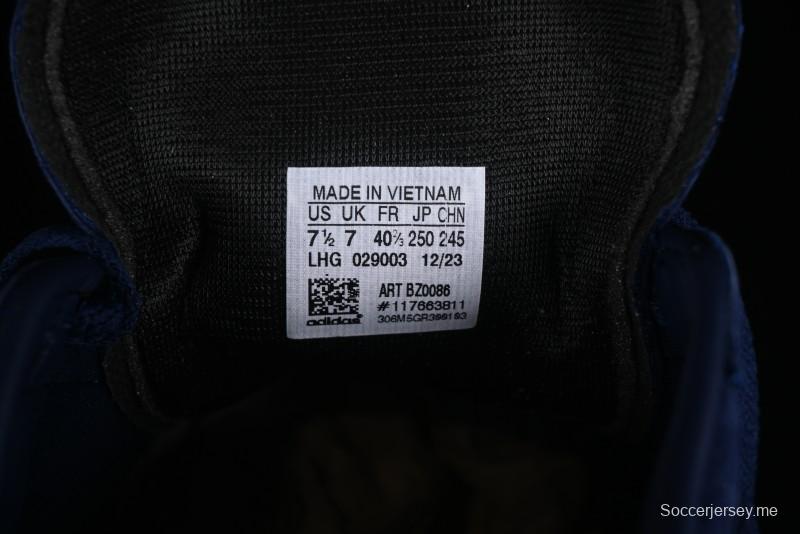 MADE IN VIETNAM
US UK FR JP CHN
7½ 7 40⅔ 250 245
LHG 029003 12/23
ART BZ0086
#117663811
adidas
Soccerjersey.me